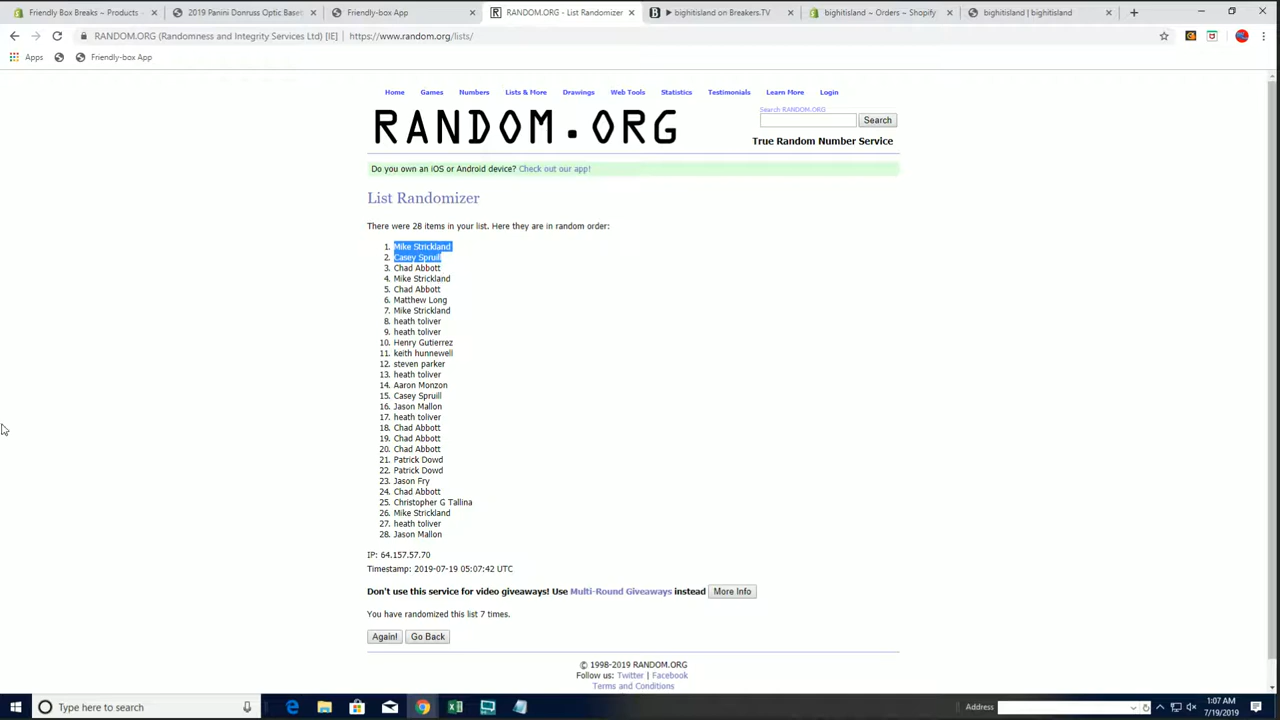 Friendly Box Breaks ~ Products ~
2019 Panini Donruss Optic Baseb
Friendly-box App
RANDOM.ORG - List Randomizer
bighitisland on Breakers.TV
bighitisland ~ Orders ~ Shopify
bighitisland | bighitisland
RANDOM.ORG (Randomness and Integrity Services Ltd) [IE] | https://www.random.org/lists/
Apps Friendly-box App
Home Games Numbers Lists & More Drawings Web Tools Statistics Testimonials Learn More Login
Search RANDOM.ORG
RANDOM.ORG
Search
True Random Number Service
Do you own an iOS or Android device? Check out our app!
List Randomizer
There were 28 items in your list. Here they are in random order:
1. Mike Strickland
2. Casey Spruill
3. Chad Abbott
4. Mike Strickland
5. Chad Abbott
6. Matthew Long
7. Mike Strickland
8. heath toliver
9. heath toliver
10. Henry Gutierrez
11. keith hunnewell
12. steven parker
13. heath toliver
14. Aaron Monzon
15. Casey Spruill
16. Jason Mallon
17. heath toliver
18. Chad Abbott
19. Chad Abbott
20. Chad Abbott
21. Patrick Dowd
22. Patrick Dowd
23. Jason Fry
24. Chad Abbott
25. Christopher G Tallina
26. Mike Strickland
27. heath toliver
28. Jason Mallon
IP: 64.157.57.70
Timestamp: 2019-07-19 05:07:42 UTC
Don't use this service for video giveaways! Use Multi-Round Giveaways instead More Info
You have randomized this list 7 times.
Again! Go Back
© 1998-2019 RANDOM.ORG
Follow us: Twitter | Facebook
Terms and Conditions
Type here to search
Address
1:07 AM
7/19/2019